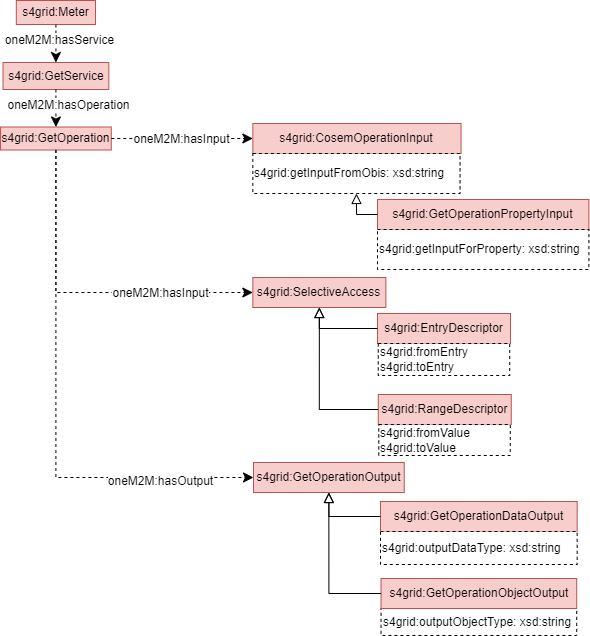 s4grid:Meter
oneM2M:hasService
s4grid:GetService
oneM2M:hasOperation
s4grid:GetOperation
oneM2M:hasInput
s4grid:CosemOperationInput
s4grid:getInputFromObis: xsd:string
s4grid:GetOperationPropertyInput
s4grid:getInputForProperty: xsd:string
oneM2M:hasInput
s4grid:SelectiveAccess
s4grid:EntryDescriptor
s4grid:fromEntry
s4grid:toEntry
s4grid:RangeDescriptor
s4grid:fromValue
s4grid:toValue
oneM2M:hasOutput
s4grid:GetOperationOutput
s4grid:GetOperationDataOutput
s4grid:outputDataType: xsd:string
s4grid:GetOperationObjectOutput
s4grid:outputObjectType: xsd:string